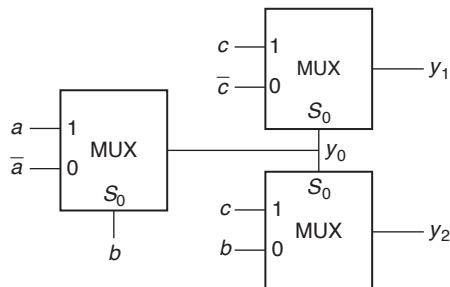 c 1
MUX y₁
c̅ 0
S₀
a 1
MUX
a̅ 0
S₀
b
y₀
S₀
c 1
MUX y₂
b 0